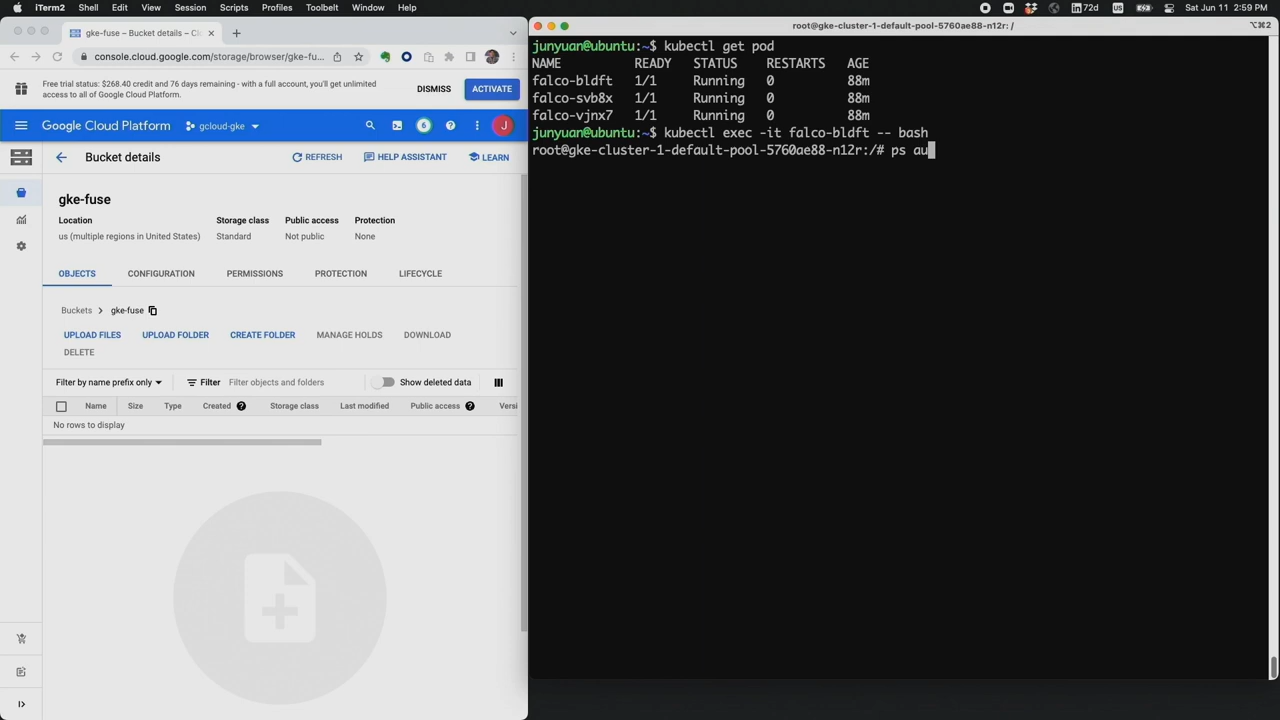 iTerm2 Shell Edit View Session Scripts Profiles Toolbelt Window Help
6 72d US Sat Jun 11 2:59 PM
gke-fuse – Bucket details – Clo
console.cloud.google.com/storage/browser/gke-fu...
Free trial status: $268.40 credit and 76 days remaining - with a full account, you'll get unlimited
access to all of Google Cloud Platform.
DISMISS
ACTIVATE
Google Cloud Platform
gcloud-gke
6
J
Bucket details
REFRESH
HELP ASSISTANT
LEARN
gke-fuse
Location Storage class Public access Protection
us (multiple regions in United States) Standard Not public None
OBJECTS CONFIGURATION PERMISSIONS PROTECTION LIFECYCLE
Buckets > gke-fuse
UPLOAD FILES UPLOAD FOLDER CREATE FOLDER MANAGE HOLDS DOWNLOAD
DELETE
Filter by name prefix only Filter Filter objects and folders Show deleted data
Name Size Type Created Storage class Last modified Public access Versi
No rows to display
root@gke-cluster-1-default-pool-5760ae88-n12r: / ⌥⌘2
junyuan@ubuntu:~$ kubectl get pod
NAME READY STATUS RESTARTS AGE
falco-bldft 1/1 Running 0 88m
falco-svb8x 1/1 Running 0 88m
falco-vjnx7 1/1 Running 0 88m
junyuan@ubuntu:~$ kubectl exec -it falco-bldft -- bash
root@gke-cluster-1-default-pool-5760ae88-n12r:/# ps au